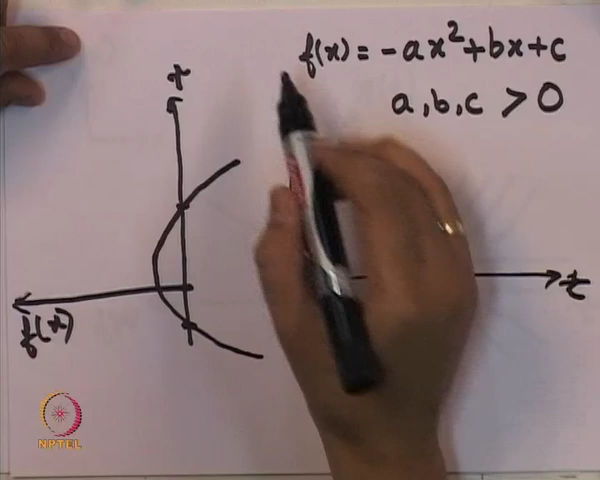 f(x) = -ax²+bx+c
a,b,c > 0
x
t
f(x)
NPTEL